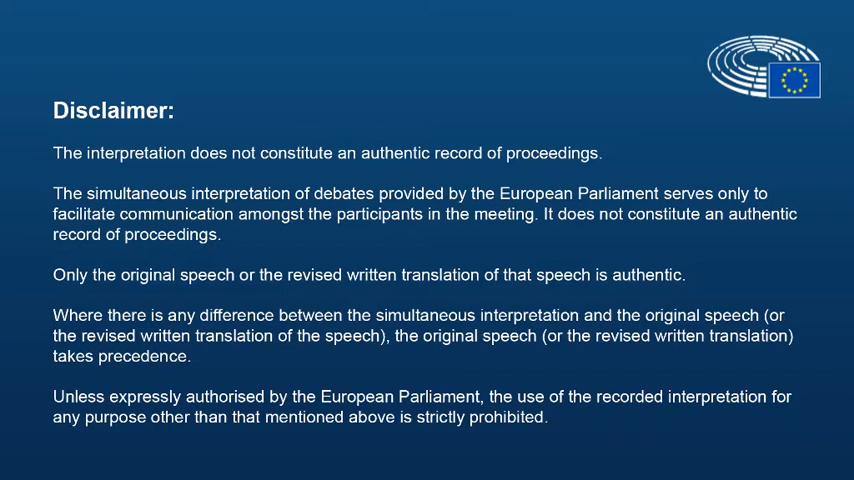 Disclaimer:
The interpretation does not constitute an authentic record of proceedings.
The simultaneous interpretation of debates provided by the European Parliament serves only to
facilitate communication amongst the participants in the meeting. It does not constitute an authentic
record of proceedings.
Only the original speech or the revised written translation of that speech is authentic.
Where there is any difference between the simultaneous interpretation and the original speech (or
the revised written translation of the speech), the original speech (or the revised written translation)
takes precedence.
Unless expressly authorised by the European Parliament, the use of the recorded interpretation for
any purpose other than that mentioned above is strictly prohibited.